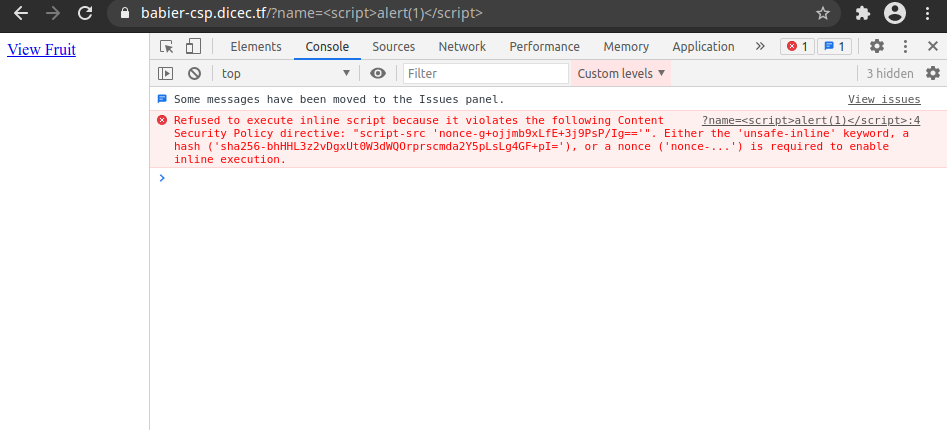 babier-csp.dicec.tf/?name=<script>alert(1)</script>
View Fruit
Elements Console Sources Network Performance Memory Application » 1 1
top Filter Custom levels 3 hidden
Some messages have been moved to the Issues panel. View issues
Refused to execute inline script because it violates the following Content ?name=<script>alert(1)</script>:4
Security Policy directive: "script-src 'nonce-g+ojjmb9xLfE+3j9PsP/Ig=='". Either the 'unsafe-inline' keyword, a
hash ('sha256-bhHHL3z2vDgxUt0W3dWQOrprscmda2Y5pLsLg4GF+pI='), or a nonce ('nonce-...') is required to enable
inline execution.